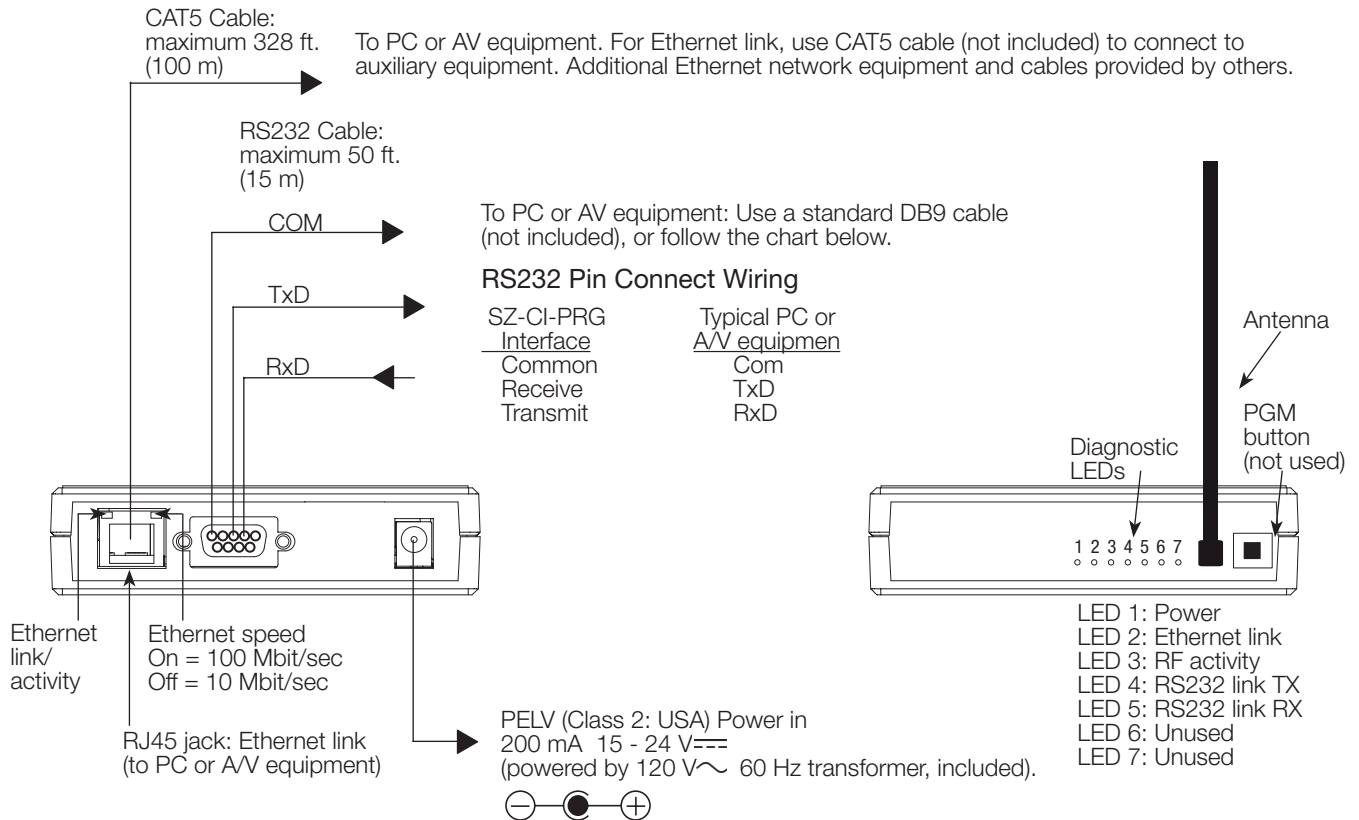 CAT5 Cable:
maximum 328 ft.
(100 m)
To PC or AV equipment. For Ethernet link, use CAT5 cable (not included) to connect to
auxiliary equipment. Additional Ethernet network equipment and cables provided by others.
RS232 Cable:
maximum 50 ft.
(15 m)
COM
To PC or AV equipment: Use a standard DB9 cable
(not included), or follow the chart below.
TxD
RxD
RS232 Pin Connect Wiring
SZ-CI-PRG Typical PC or
Interface A/V equipmen
Common Com
Receive TxD
Transmit RxD
Antenna
PGM
button
(not used)
Diagnostic
LEDs
1 2 3 4 5 6 7
Ethernet
link/
activity
Ethernet speed
On = 100 Mbit/sec
Off = 10 Mbit/sec
RJ45 jack: Ethernet link
(to PC or A/V equipment)
PELV (Class 2: USA) Power in
200 mA 15 - 24 V⎓
(powered by 120 V～ 60 Hz transformer, included).
LED 1: Power
LED 2: Ethernet link
LED 3: RF activity
LED 4: RS232 link TX
LED 5: RS232 link RX
LED 6: Unused
LED 7: Unused